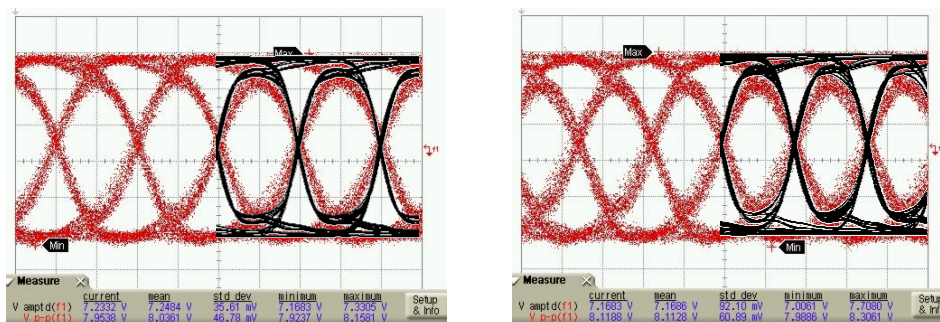 Max
f1
Min
Measure
current mean std dev minimum maximum
V amptd(f1) 7.2332 V 7.2484 V 35.61 mV 7.1683 V 7.3305 V
V p-p(f1) 7.9538 V 8.0361 V 46.78 mV 7.9237 V 8.1581 V
Setup
& Info
Max
f1
Min
Measure
current mean std dev minimum maximum
V amptd(f1) 7.1683 V 7.1686 V 92.10 mV 7.0061 V 7.7080 V
V p-p(f1) 8.1188 V 8.1128 V 60.89 mV 7.9886 V 8.3061 V
Setup
& Info